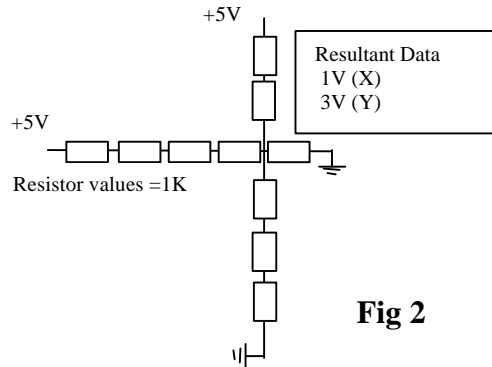 +5V
Resultant Data
1V (X)
3V (Y)
+5V
Resistor values =1K
Fig 2